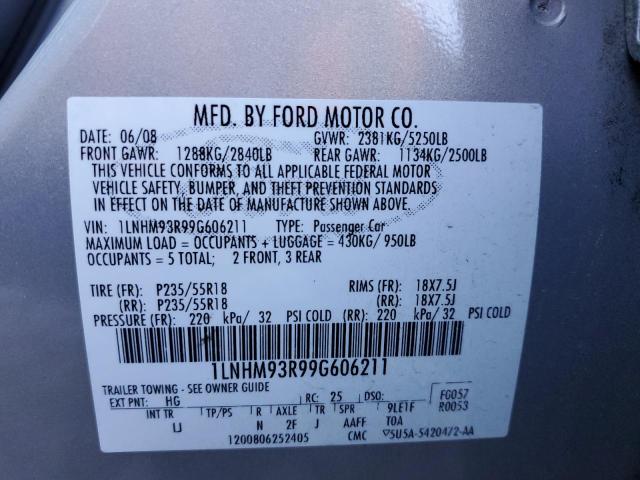 MFD. BY FORD MOTOR CO.
DATE: 06/08 GVWR: 2381KG/5250LB
FRONT GAWR: 1288KG/2840LB REAR GAWR: 1134KG/2500LB
THIS VEHICLE CONFORMS TO ALL APPLICABLE FEDERAL MOTOR
VEHICLE SAFETY, BUMPER, AND THEFT PREVENTION STANDARDS
IN EFFECT ON THE DATE OF MANUFACTURE SHOWN ABOVE.
VIN: 1LNHM93R99G606211 TYPE: Passenger Car
MAXIMUM LOAD = OCCUPANTS + LUGGAGE = 430KG/ 950LB
OCCUPANTS = 5 TOTAL; 2 FRONT, 3 REAR
TIRE (FR): P235/55R18 RIMS (FR): 18X7.5J
(RR): P235/55R18 (RR): 18X7.5J
PRESSURE (FR): 220 kPa/ 32 PSI COLD (RR): 220 kPa/ 32 PSI COLD
1LNHM93R99G606211
TRAILER TOWING - SEE OWNER GUIDE
EXT PNT: HG RC: 25 DSO: FG057
R0053
INT TR TP/PS R AXLE TR SPR 9LE1F
LJ N 2F J AAFF TOA
1200806252405 CMC ▽5U5A-5420472-AA